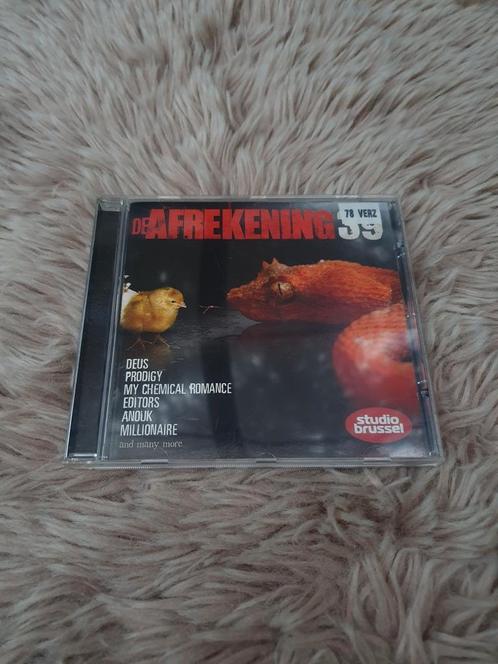 DE AFREKENING 39
78 VERZ
DEUS
PRODIGY
MY CHEMICAL ROMANCE
EDITORS
ANOUK
MILLIONAIRE
and many more
studio
brussel